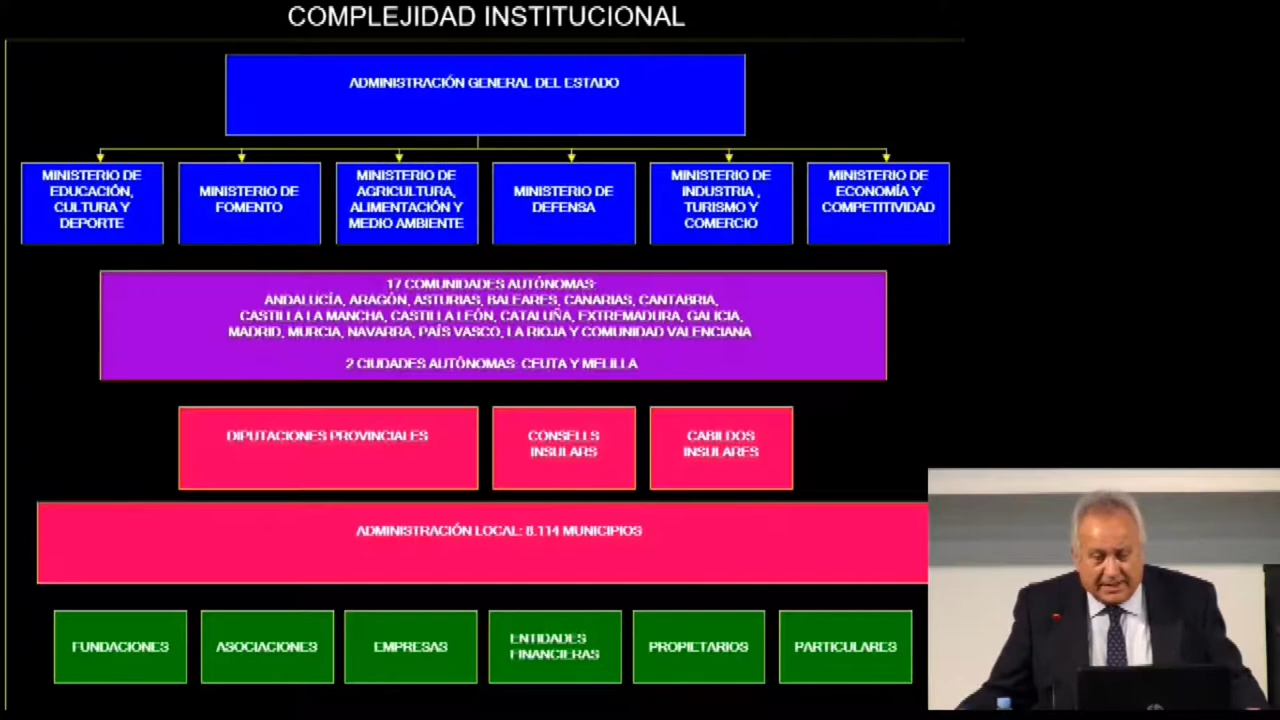 COMPLEJIDAD INSTITUCIONAL
ADMINISTRACIÓN GENERAL DEL ESTADO
MINISTERIO DE
EDUCACIÓN,
CULTURA Y
DEPORTE
MINISTERIO DE
FOMENTO
MINISTERIO DE
AGRICULTURA,
ALIMENTACIÓN Y
MEDIO AMBIENTE
MINISTERIO DE
DEFENSA
MINISTERIO DE
INDUSTRIA ,
TURISMO Y
COMERCIO
MINISTERIO DE
ECONOMÍA Y
COMPETITIVIDAD
17 COMUNIDADES AUTÓNOMAS:
ANDALUCÍA, ARAGÓN, ASTURIAS, BALEARES, CANARIAS, CANTABRIA,
CASTILLA LA MANCHA, CASTILLA LEÓN, CATALUÑA, EXTREMADURA, GALICIA,
MADRID, MURCIA, NAVARRA, PAÍS VASCO, LA RIOJA Y COMUNIDAD VALENCIANA
2 CIUDADES AUTÓNOMAS: CEUTA Y MELILLA
DIPUTACIONES PROVINCIALES
CONSELLS
INSULARS
CABILDOS
INSULARES
ADMINISTRACIÓN LOCAL: 8.114 MUNICIPIOS
FUNDACIONES
ASOCIACIONES
EMPRESAS
ENTIDADES
FINANCIERAS
PROPIETARIOS
PARTICULARES